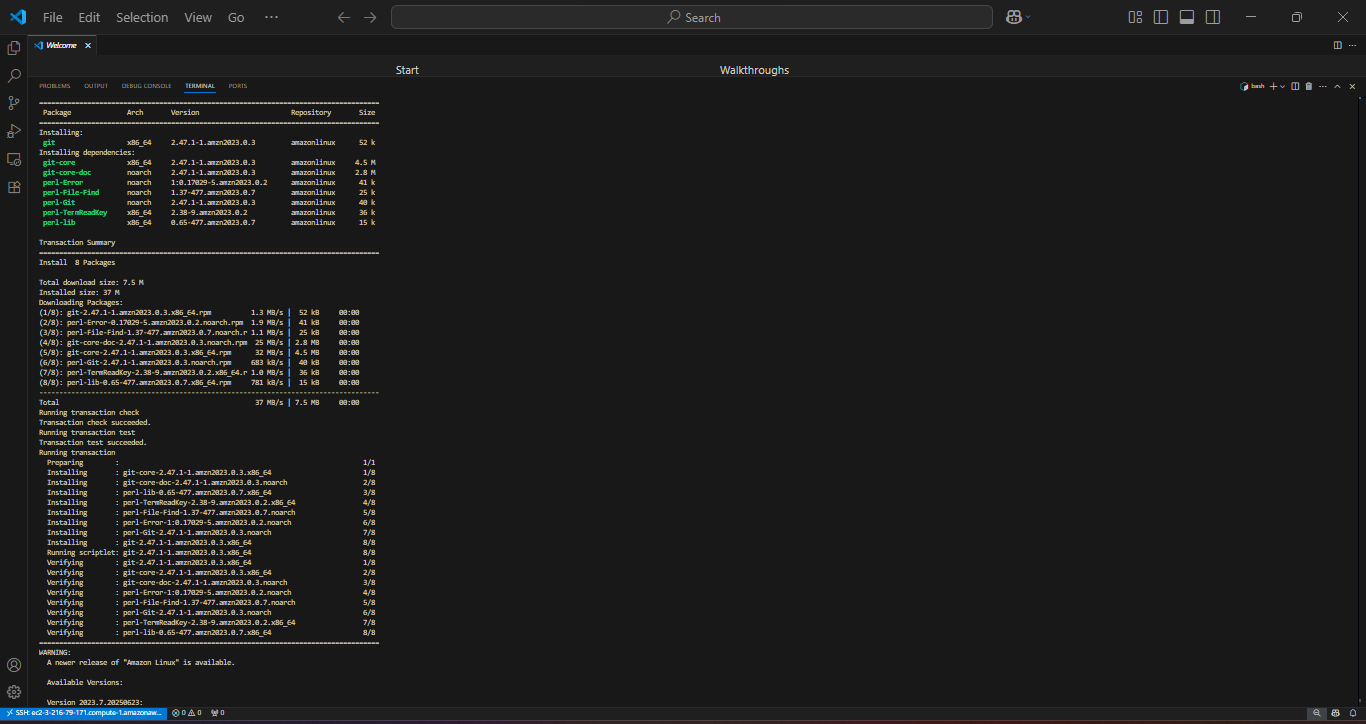 File Edit Selection View Go ··· Search
Welcome
Start Walkthroughs
PROBLEMS OUTPUT DEBUG CONSOLE TERMINAL PORTS bash
Package Arch Version Repository Size
Installing:
git x86_64 2.47.1-1.amzn2023.0.3 amazonlinux 52 k
Installing dependencies:
git-core x86_64 2.47.1-1.amzn2023.0.3 amazonlinux 4.5 M
git-core-doc noarch 2.47.1-1.amzn2023.0.3 amazonlinux 2.8 M
perl-Error noarch 1:0.17029-5.amzn2023.0.2 amazonlinux 41 k
perl-File-Find noarch 1.37-477.amzn2023.0.7 amazonlinux 25 k
perl-Git noarch 2.47.1-1.amzn2023.0.3 amazonlinux 40 k
perl-TermReadKey x86_64 2.38-9.amzn2023.0.2 amazonlinux 36 k
perl-lib x86_64 0.65-477.amzn2023.0.7 amazonlinux 15 k
Transaction Summary
Install 8 Packages
Total download size: 7.5 M
Installed size: 37 M
Downloading Packages:
(1/8): git-2.47.1-1.amzn2023.0.3.x86_64.rpm 1.3 MB/s | 52 kB 00:00
(2/8): perl-Error-0.17029-5.amzn2023.0.2.noarch.rpm 1.9 MB/s | 41 kB 00:00
(3/8): perl-File-Find-1.37-477.amzn2023.0.7.noarch.r 1.1 MB/s | 25 kB 00:00
(4/8): git-core-doc-2.47.1-1.amzn2023.0.3.noarch.rpm 25 MB/s | 2.8 MB 00:00
(5/8): git-core-2.47.1-1.amzn2023.0.3.x86_64.rpm 32 MB/s | 4.5 MB 00:00
(6/8): perl-Git-2.47.1-1.amzn2023.0.3.noarch.rpm 683 kB/s | 40 kB 00:00
(7/8): perl-TermReadKey-2.38-9.amzn2023.0.2.x86_64.r 1.0 MB/s | 36 kB 00:00
(8/8): perl-lib-0.65-477.amzn2023.0.7.x86_64.rpm 781 kB/s | 15 kB 00:00
Total 37 MB/s | 7.5 MB 00:00
Running transaction check
Transaction check succeeded.
Running transaction test
Transaction test succeeded.
Running transaction
Preparing : 1/1
Installing : git-core-2.47.1-1.amzn2023.0.3.x86_64 1/8
Installing : git-core-doc-2.47.1-1.amzn2023.0.3.noarch 2/8
Installing : perl-lib-0.65-477.amzn2023.0.7.x86_64 3/8
Installing : perl-TermReadKey-2.38-9.amzn2023.0.2.x86_64 4/8
Installing : perl-File-Find-1.37-477.amzn2023.0.7.noarch 5/8
Installing : perl-Error-1:0.17029-5.amzn2023.0.2.noarch 6/8
Installing : perl-Git-2.47.1-1.amzn2023.0.3.noarch 7/8
Installing : git-2.47.1-1.amzn2023.0.3.x86_64 8/8
Running scriptlet: git-2.47.1-1.amzn2023.0.3.x86_64 8/8
Verifying : git-2.47.1-1.amzn2023.0.3.x86_64 1/8
Verifying : git-core-2.47.1-1.amzn2023.0.3.x86_64 2/8
Verifying : git-core-doc-2.47.1-1.amzn2023.0.3.noarch 3/8
Verifying : perl-Error-1:0.17029-5.amzn2023.0.2.noarch 4/8
Verifying : perl-File-Find-1.37-477.amzn2023.0.7.noarch 5/8
Verifying : perl-Git-2.47.1-1.amzn2023.0.3.noarch 6/8
Verifying : perl-TermReadKey-2.38-9.amzn2023.0.2.x86_64 7/8
Verifying : perl-lib-0.65-477.amzn2023.0.7.x86_64 8/8
WARNING:
A newer release of "Amazon Linux" is available.
Available Versions:
Version 2023.7.20250623:
SSH: ec2-3-216-79-171.compute-1.amazonaw... 0 0 0